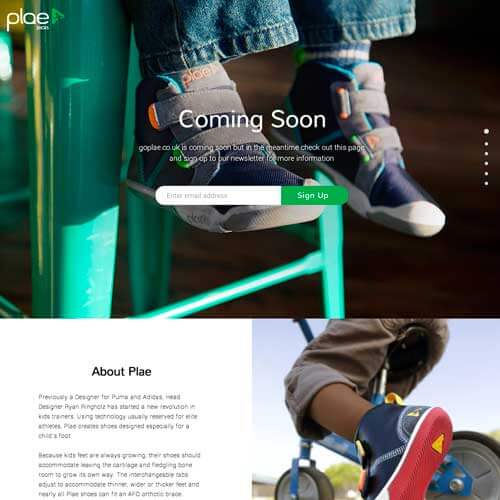 plae
plae
Coming Soon
goplae.co.uk is coming soon but in the meantime check out this page
and sign up to our newsletter for more information
Enter email address
Sign Up
About Plae
Previously a Designer for Puma and Adidas, Head
Designer Ryan Ringholz has started a new revolution in
kids trainers. Using technology usually reserved for elite
athletes, Plae creates shoes designed especially for a
child's foot.
Because kids feet are always growing, their shoes should
accommodate leaving the cartilage and fledgling bone
room to grow its own way. The interchangeable tabs
adjust to accommodate thinner, wider or thicker feet and
nearly all Plae shoes can fit an AFO orthotic brace.